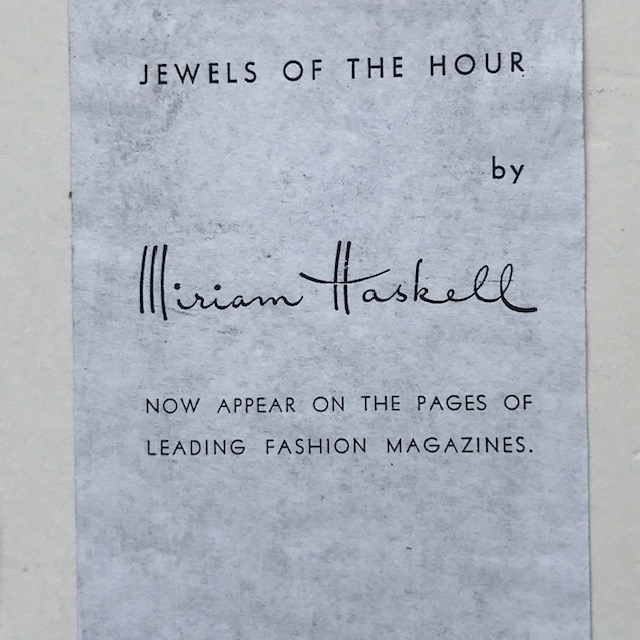 JEWELS OF THE HOUR
by
Miriam Haskell
NOW APPEAR ON THE PAGES OF
LEADING FASHION MAGAZINES.